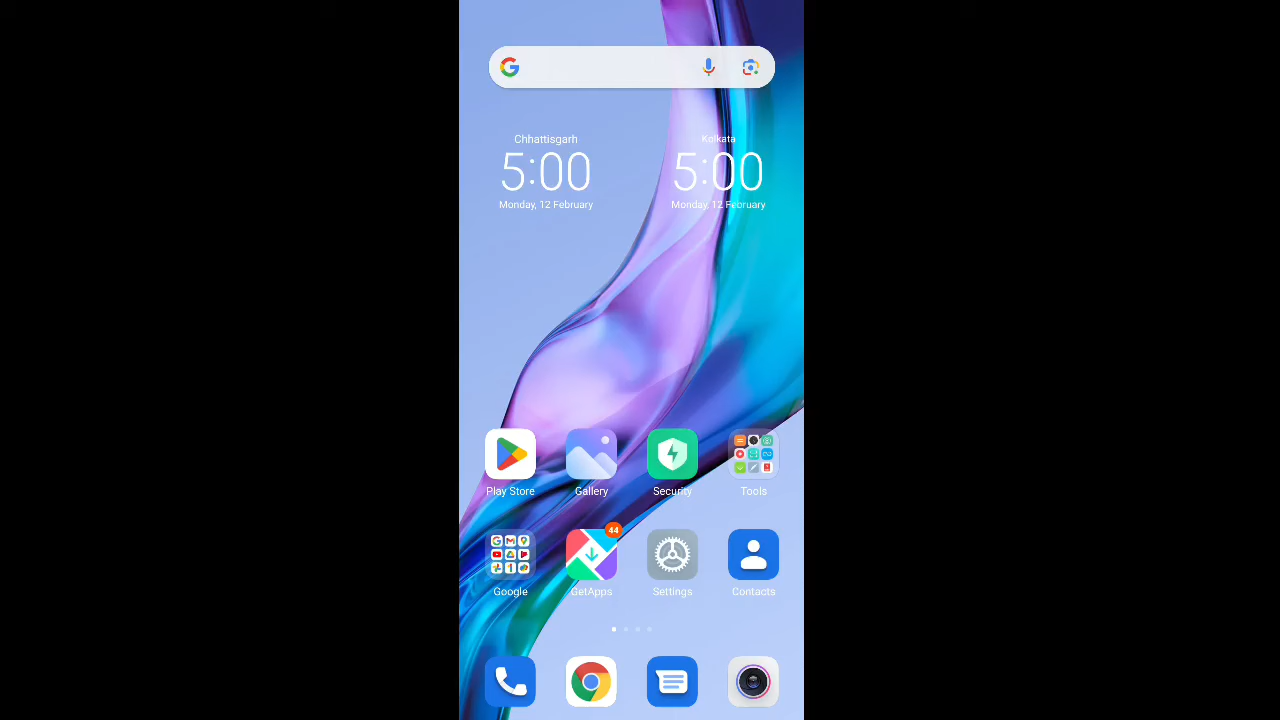 Chhattisgarh
5:00
Monday, 12 February
Kolkata
5:00
Monday, 12 February
Play Store
Gallery
Security
Tools
44
Google
GetApps
Settings
Contacts